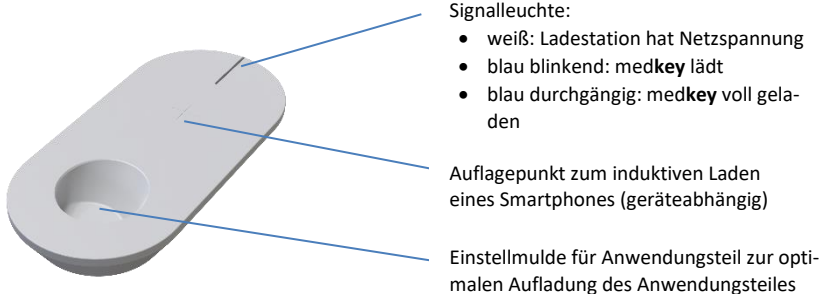 Signalleuchte:
• weiß: Ladestation hat Netzspannung
• blau blinkend: medkey lädt
• blau durchgängig: medkey voll gela-
den
Auflagepunkt zum induktiven Laden
eines Smartphones (geräteabhängig)
Einstellmulde für Anwendungsteil zur opti-
malen Aufladung des Anwendungsteiles